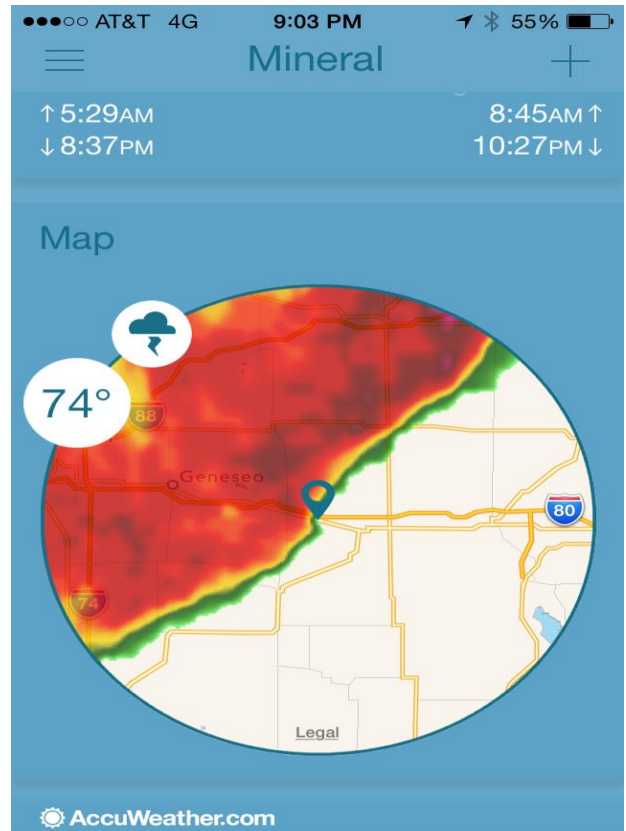 ●●●○○ AT&T 4G 9:03 PM 55%
Mineral
↑ 5:29AM 8:45AM ↑
↓ 8:37PM 10:27PM ↓
Map
74°
88
Geneseo
80
74
Legal
AccuWeather.com